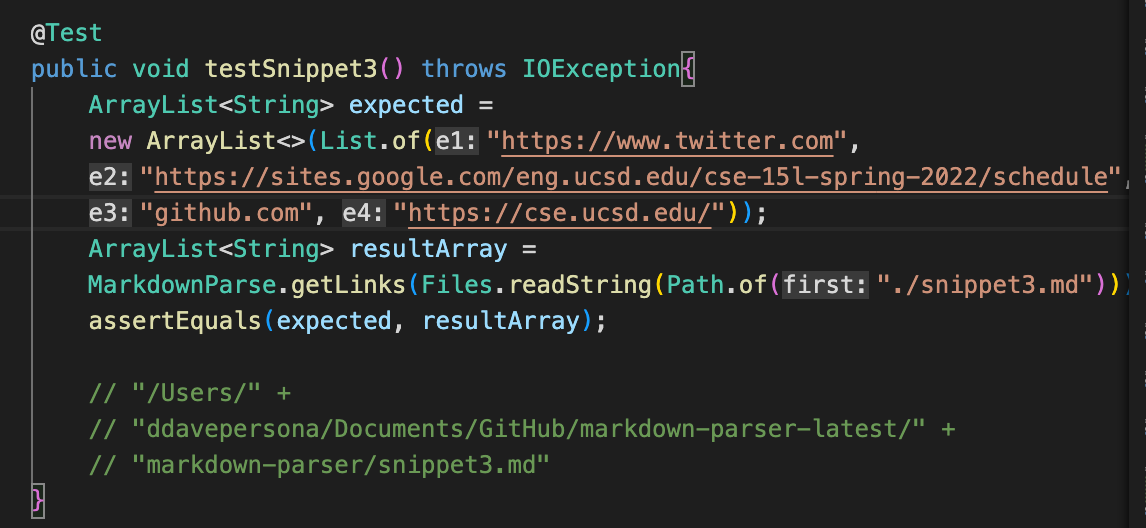 @Test
public void testSnippet3() throws IOException{
ArrayList<String> expected =
new ArrayList<>(List.of(e1: "https://www.twitter.com",
e2: "https://sites.google.com/eng.ucsd.edu/cse-15l-spring-2022/schedule",
e3: "github.com", e4: "https://cse.ucsd.edu/"));
ArrayList<String> resultArray =
MarkdownParse.getLinks(Files.readString(Path.of(first: "./snippet3.md")))
assertEquals(expected, resultArray);
// "/Users/" +
// "ddavepersona/Documents/GitHub/markdown-parser-latest/" +
// "markdown-parser/snippet3.md"
}